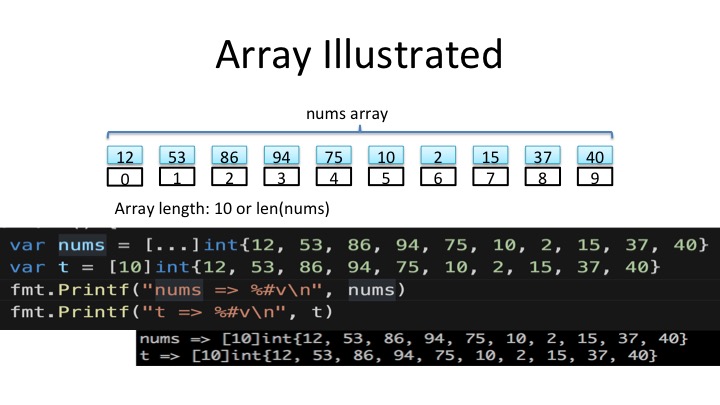 Array Illustrated
nums array
12 53 86 94 75 10 2 15 37 40
0 1 2 3 4 5 6 7 8 9
Array length: 10 or len(nums)
var nums = [...]int{12, 53, 86, 94, 75, 10, 2, 15, 37, 40}
var t = [10]int{12, 53, 86, 94, 75, 10, 2, 15, 37, 40}
fmt.Printf("nums => %#v\n", nums)
fmt.Printf("t => %#v\n", t)
nums => [10]int{12, 53, 86, 94, 75, 10, 2, 15, 37, 40}
t => [10]int{12, 53, 86, 94, 75, 10, 2, 15, 37, 40}